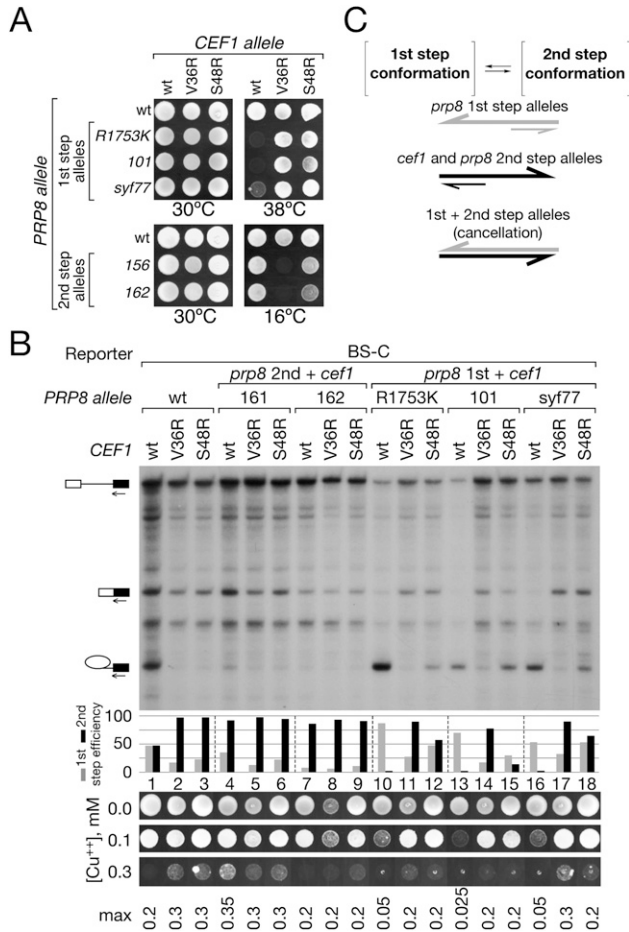 A
CEF1 allele
wt V36R S48R wt V36R S48R
PRP8 allele
1st step alleles
wt
R1753K
101
syf77
30°C 38°C
2nd step alleles
wt
156
162
30°C 16°C
C
1st step conformation
2nd step conformation
prp8 1st step alleles
cef1 and prp8 2nd step alleles
1st + 2nd step alleles
(cancellation)
B
Reporter BS-C
prp8 2nd + cef1 prp8 1st + cef1
PRP8 allele wt 161 162 R1753K 101 syf77
CEF1 wt V36R S48R wt V36R S48R wt V36R S48R wt V36R S48R wt V36R S48R wt V36R S48R
1st 2nd step efficiency
100
50
0
1 2 3 4 5 6 7 8 9 10 11 12 13 14 15 16 17 18
[Cu++], mM
0.0
0.1
0.3
max 0.2 0.3 0.3 0.35 0.3 0.3 0.2 0.2 0.2 0.05 0.2 0.2 0.025 0.2 0.2 0.05 0.3 0.2